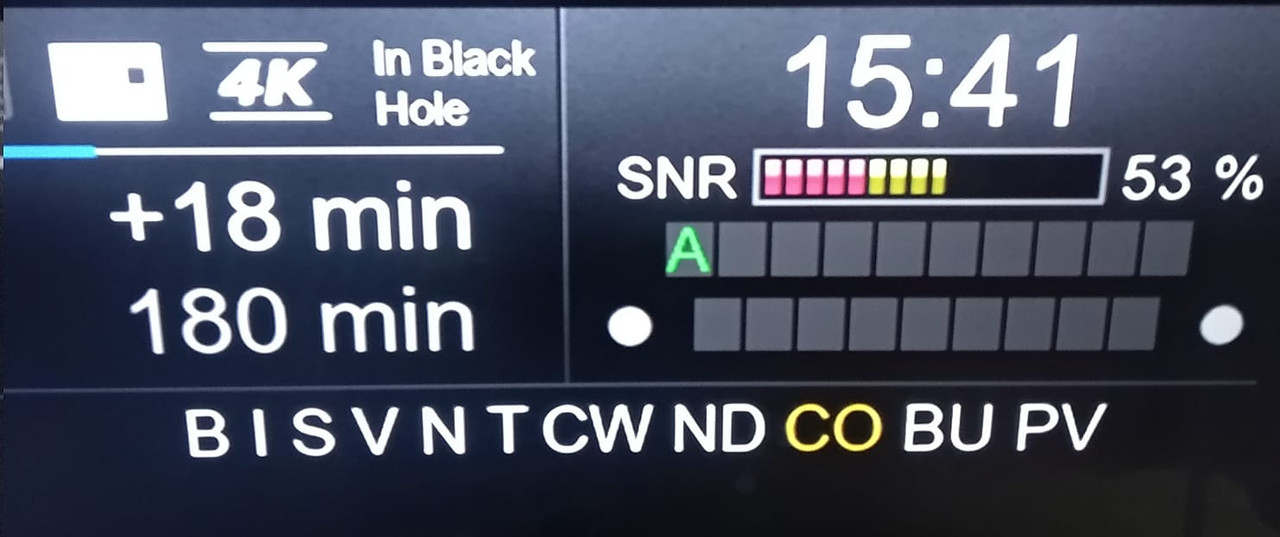 4K In Black
Hole
+18 min
180 min
15:41
SNR 53 %
A
B I S V N T CW ND CO BU PV